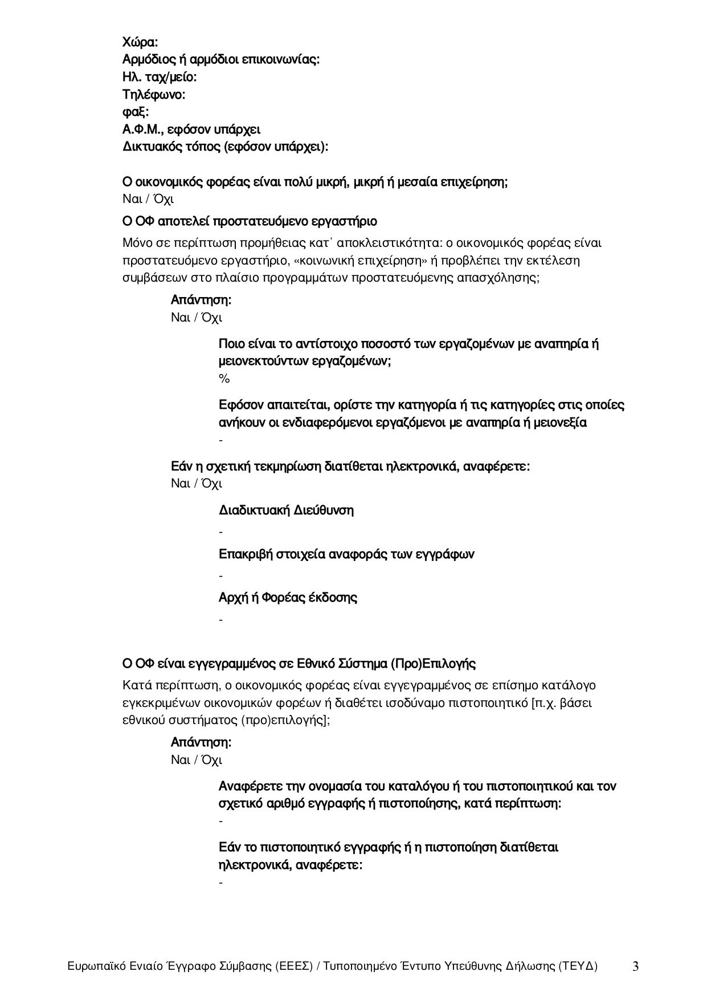 Χώρα:
Αρμόδιος ή αρμόδιοι επικοινωνίας:
Ηλ. ταχ/μείο:
Τηλέφωνο:
φαξ:
Α.Φ.Μ., εφόσον υπάρχει
Δικτυακός τόπος (εφόσον υπάρχει):
Ο οικονομικός φορέας είναι πολύ μικρή, μικρή ή μεσαία επιχείρηση;
Ναι / Όχι
Ο ΟΦ αποτελεί προστατευόμενο εργαστήριο
Μόνο σε περίπτωση προμήθειας κατ᾽ αποκλειστικότητα: ο οικονομικός φορέας είναι
προστατευόμενο εργαστήριο, «κοινωνική επιχείρηση» ή προβλέπει την εκτέλεση
συμβάσεων στο πλαίσιο προγραμμάτων προστατευόμενης απασχόλησης;
Απάντηση:
Ναι / Όχι
Ποιο είναι το αντίστοιχο ποσοστό των εργαζομένων με αναπηρία ή
μειονεκτούντων εργαζομένων;
%
Εφόσον απαιτείται, ορίστε την κατηγορία ή τις κατηγορίες στις οποίες
ανήκουν οι ενδιαφερόμενοι εργαζόμενοι με αναπηρία ή μειονεξία
-
Εάν η σχετική τεκμηρίωση διατίθεται ηλεκτρονικά, αναφέρετε:
Ναι / Όχι
Διαδικτυακή Διεύθυνση
-
Επακριβή στοιχεία αναφοράς των εγγράφων
-
Αρχή ή Φορέας έκδοσης
-
Ο ΟΦ είναι εγγεγραμμένος σε Εθνικό Σύστημα (Προ)Επιλογής
Κατά περίπτωση, ο οικονομικός φορέας είναι εγγεγραμμένος σε επίσημο κατάλογο
εγκεκριμένων οικονομικών φορέων ή διαθέτει ισοδύναμο πιστοποιητικό [π.χ. βάσει
εθνικού συστήματος (προ)επιλογής];
Απάντηση:
Ναι / Όχι
Αναφέρετε την ονομασία του καταλόγου ή του πιστοποιητικού και τον
σχετικό αριθμό εγγραφής ή πιστοποίησης, κατά περίπτωση:
-
Εάν το πιστοποιητικό εγγραφής ή η πιστοποίηση διατίθεται
ηλεκτρονικά, αναφέρετε:
-
Ευρωπαϊκό Ενιαίο Έγγραφο Σύμβασης (ΕΕΕΣ) / Τυποποιημένο Έντυπο Υπεύθυνης Δήλωσης (ΤΕΥΔ) 3